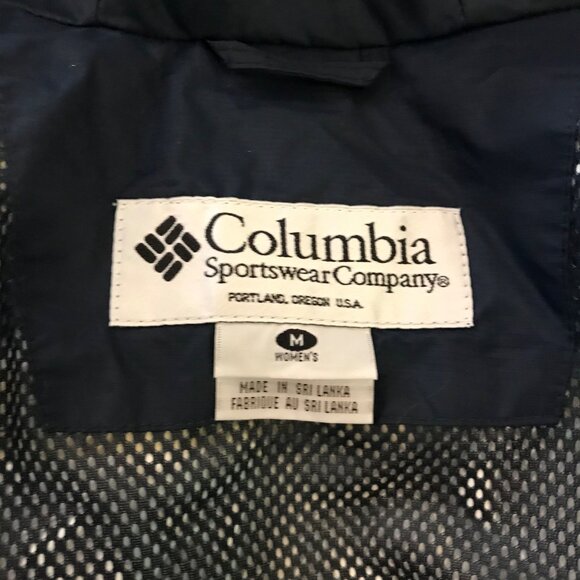 Columbia
Sportswear Company®
PORTLAND, OREGON U.S.A.
M
WOMEN'S
MADE IN SRI LANKA
FABRIQUE AU SRI LANKA